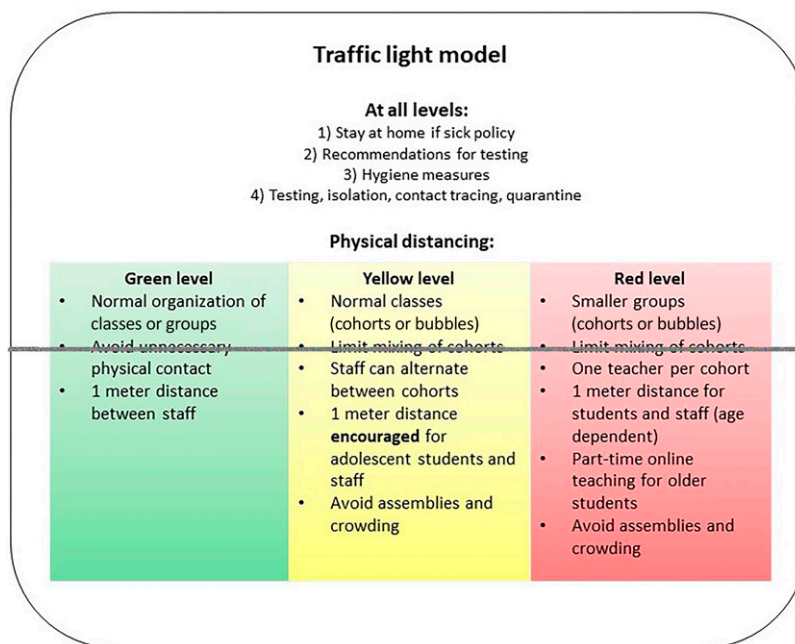 Traffic light model
At all levels:
1) Stay at home if sick policy
2) Recommendations for testing
3) Hygiene measures
4) Testing, isolation, contact tracing, quarantine
Physical distancing:
Green level
• Normal organization of
classes or groups
• Avoid unnecessary
physical contact
• 1 meter distance
between staff
Yellow level
• Normal classes
(cohorts or bubbles)
• Limit mixing of cohorts
• Staff can alternate
between cohorts
• 1 meter distance
encouraged for
adolescent students and
staff
• Avoid assemblies and
crowding
Red level
• Smaller groups
(cohorts or bubbles)
• Limit mixing of cohorts
• One teacher per cohort
• 1 meter distance for
students and staff (age
dependent)
• Part-time online
teaching for older
students
• Avoid assemblies and
crowding